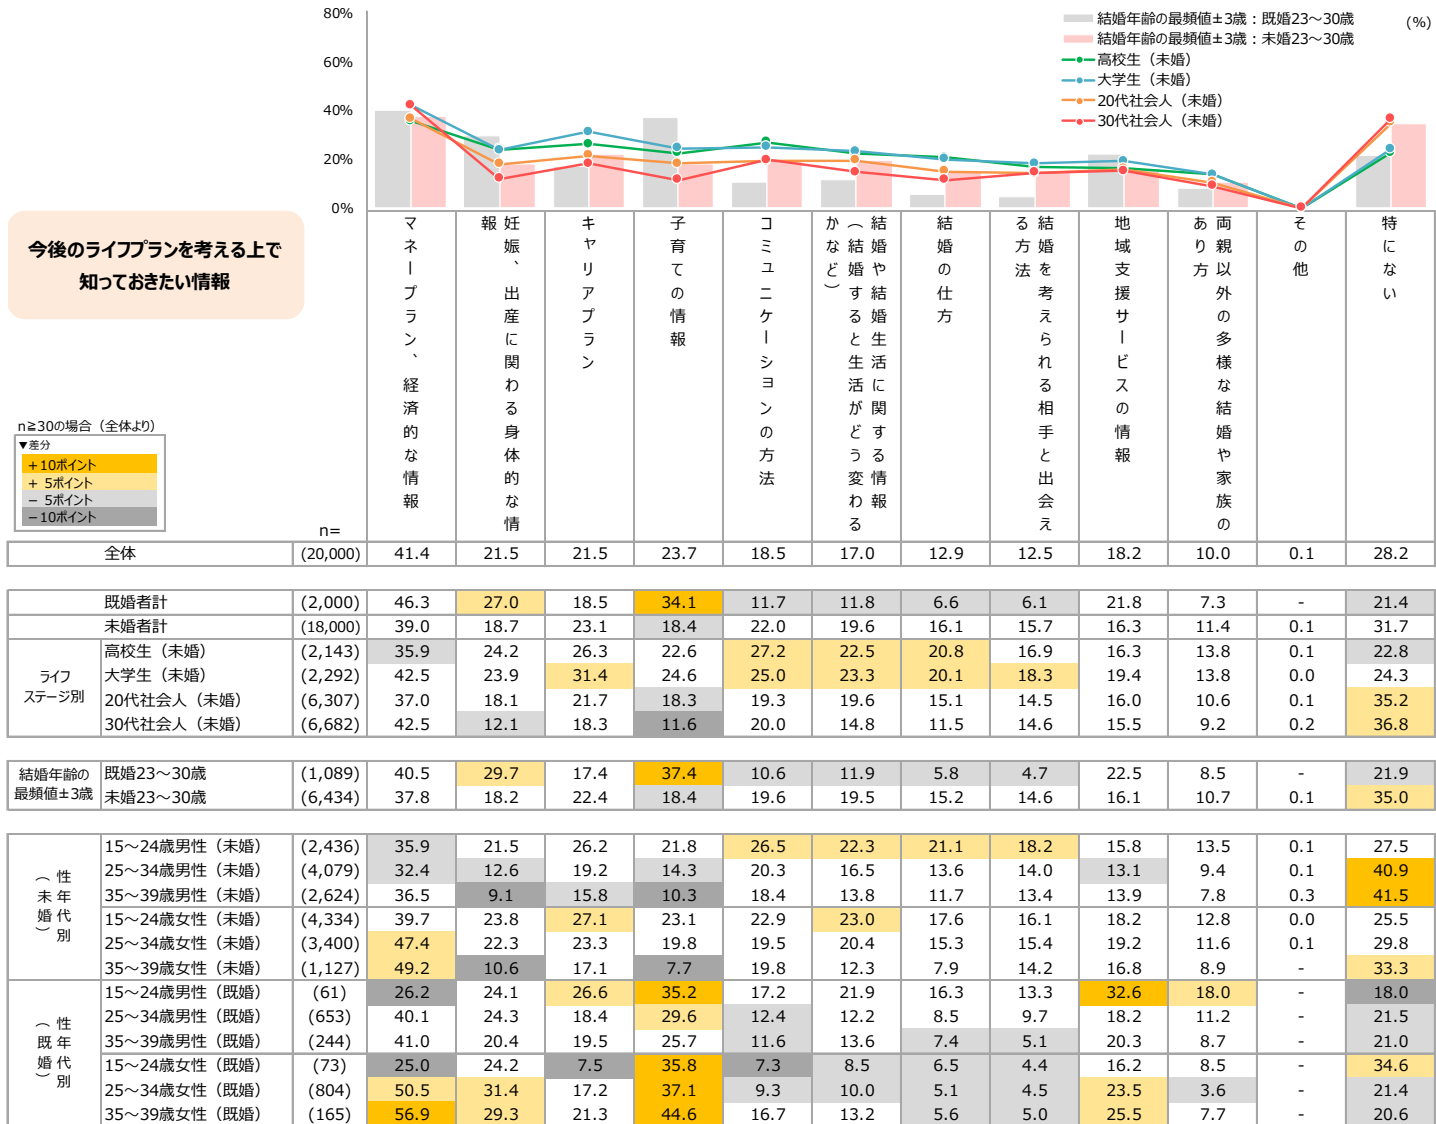 80%
60%
40%
20%
0%
結婚年齢の最頻値±3歳：既婚23～30歳
結婚年齢の最頻値±3歳：未婚23～30歳
高校生（未婚）
大学生（未婚）
20代社会人（未婚）
30代社会人（未婚）
(%)
今後のライフプランを考える上で
知っておきたい情報
マネープラン、経済的な情報
妊娠、出産に関わる身体的な情報
キャリアプラン
子育ての情報
コミュニケーションの方法
結婚や結婚生活に関する情報
（結婚すると生活がどう変わる
かなど）
結婚の仕方
結婚を考えられる相手と出会え
る方法
地域支援サービスの情報
両親以外の多様な結婚や家族の
あり方
その他
特にない
n≧30の場合（全体より）
▼差分
＋10ポイント
＋ 5ポイント
－ 5ポイント
－10ポイント
n=
全体 (20,000) 41.4 21.5 21.5 23.7 18.5 17.0 12.9 12.5 18.2 10.0 0.1 28.2
既婚者計 (2,000) 46.3 27.0 18.5 34.1 11.7 11.8 6.6 6.1 21.8 7.3 - 21.4
未婚者計 (18,000) 39.0 18.7 23.1 18.4 22.0 19.6 16.1 15.7 16.3 11.4 0.1 31.7
ライフ
ステージ別
高校生（未婚） (2,143) 35.9 24.2 26.3 22.6 27.2 22.5 20.8 16.9 16.3 13.8 0.1 22.8
大学生（未婚） (2,292) 42.5 23.9 31.4 24.6 25.0 23.3 20.1 18.3 19.4 13.8 0.0 24.3
20代社会人（未婚） (6,307) 37.0 18.1 21.7 18.3 19.3 19.6 15.1 14.5 16.0 10.6 0.1 35.2
30代社会人（未婚） (6,682) 42.5 12.1 18.3 11.6 20.0 14.8 11.5 14.6 15.5 9.2 0.2 36.8
結婚年齢の
最頻値±3歳
既婚23～30歳 (1,089) 40.5 29.7 17.4 37.4 10.6 11.9 5.8 4.7 22.5 8.5 - 21.9
未婚23～30歳 (6,434) 37.8 18.2 22.4 18.4 19.6 19.5 15.2 14.6 16.1 10.7 0.1 35.0
性年代別
（未婚）
15～24歳男性（未婚） (2,436) 35.9 21.5 26.2 21.8 26.5 22.3 21.1 18.2 15.8 13.5 0.1 27.5
25～34歳男性（未婚） (4,079) 32.4 12.6 19.2 14.3 20.3 16.5 13.6 14.0 13.1 9.4 0.1 40.9
35～39歳男性（未婚） (2,624) 36.5 9.1 15.8 10.3 18.4 13.8 11.7 13.4 13.9 7.8 0.3 41.5
15～24歳女性（未婚） (4,334) 39.7 23.8 27.1 23.1 22.9 23.0 17.6 16.1 18.2 12.8 0.0 25.5
25～34歳女性（未婚） (3,400) 47.4 22.3 23.3 19.8 19.5 20.4 15.3 15.4 19.2 11.6 0.1 29.8
35～39歳女性（未婚） (1,127) 49.2 10.6 17.1 7.7 19.8 12.3 7.9 14.2 16.8 8.9 - 33.3
性年代別
（既婚）
15～24歳男性（既婚） (61) 26.2 24.1 26.6 35.2 17.2 21.9 16.3 13.3 32.6 18.0 - 18.0
25～34歳男性（既婚） (653) 40.1 24.3 18.4 29.6 12.4 12.2 8.5 9.7 18.2 11.2 - 21.5
35～39歳男性（既婚） (244) 41.0 20.4 19.5 25.7 11.6 13.6 7.4 5.1 20.3 8.7 - 21.0
15～24歳女性（既婚） (73) 25.0 24.2 7.5 35.8 7.3 8.5 6.5 4.4 16.2 8.5 - 34.6
25～34歳女性（既婚） (804) 50.5 31.4 17.2 37.1 9.3 10.0 5.1 4.5 23.5 3.6 - 21.4
35～39歳女性（既婚） (165) 56.9 29.3 21.3 44.6 16.7 13.2 5.6 5.0 25.5 7.7 - 20.6